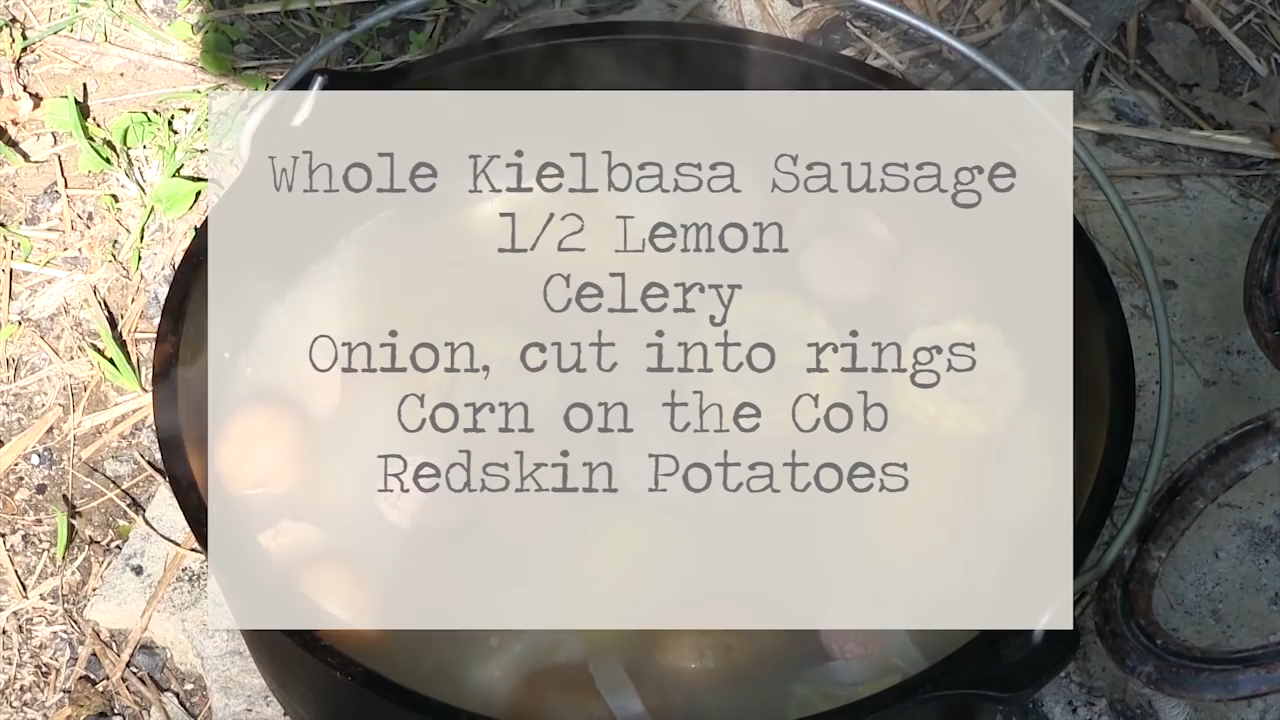 Whole Kielbasa Sausage
1/2 Lemon
Celery
Onion, cut into rings
Corn on the Cob
Redskin Potatoes